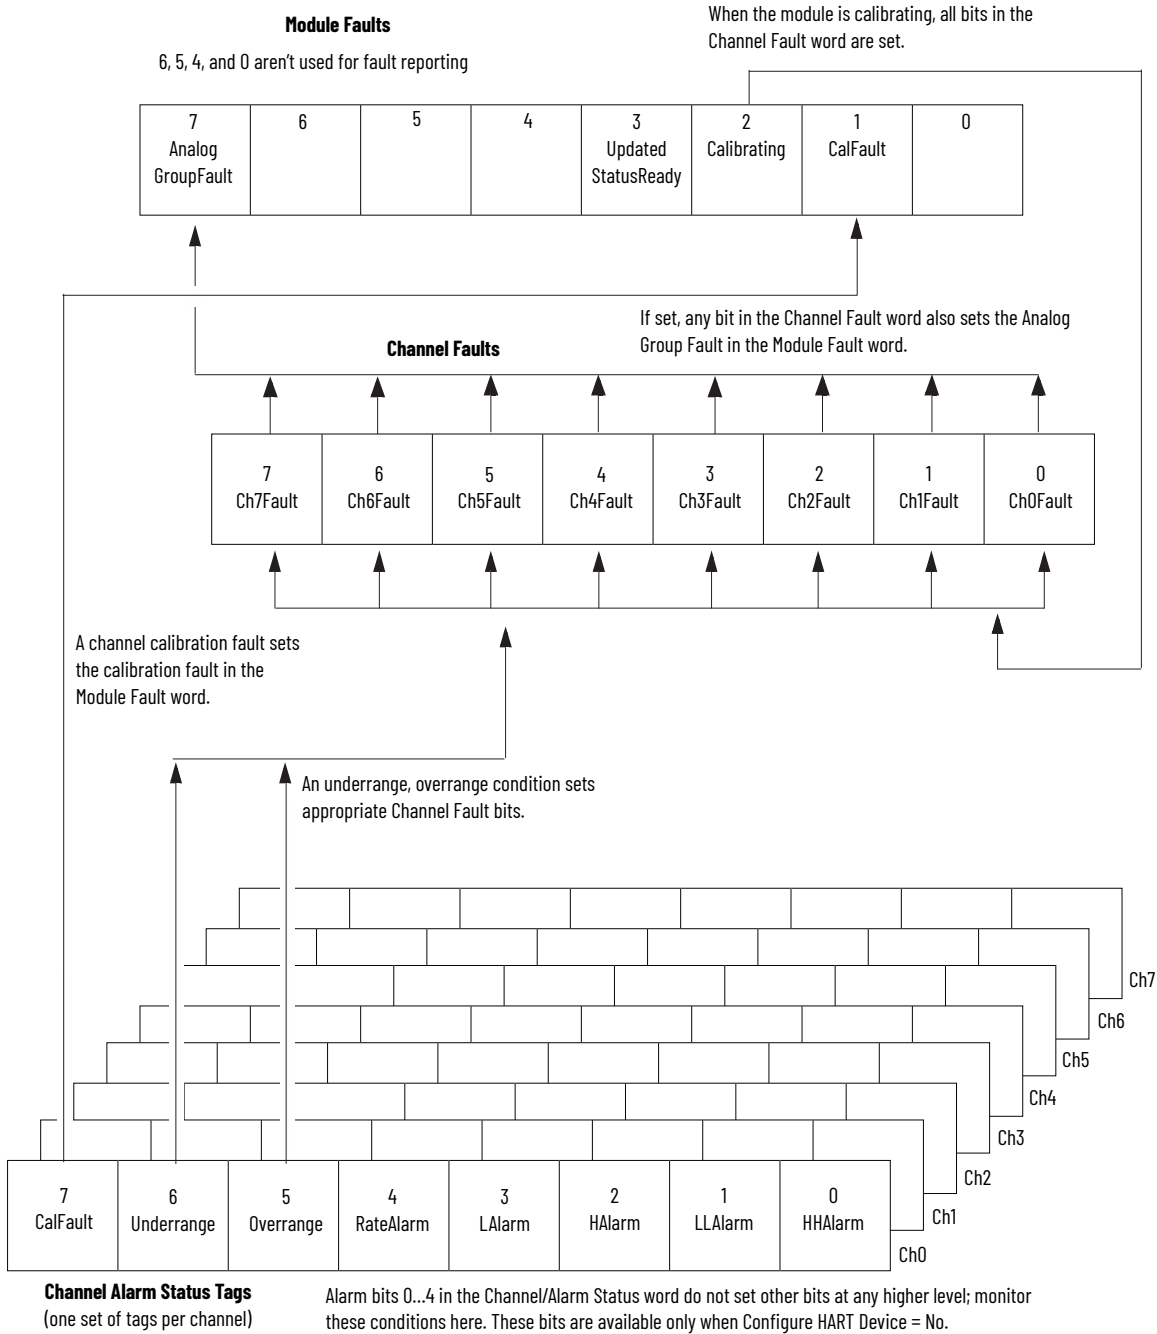 Module Faults
When the module is calibrating, all bits in the
Channel Fault word are set.
6, 5, 4, and 0 aren't used for fault reporting
7 6 5 4 3 2 1 0
Analog Updated Calibrating CalFault
GroupFault StatusReady
If set, any bit in the Channel Fault word also sets the Analog
Group Fault in the Module Fault word.
Channel Faults
7 6 5 4 3 2 1 0
Ch7Fault Ch6Fault Ch5Fault Ch4Fault Ch3Fault Ch2Fault Ch1Fault Ch0Fault
A channel calibration fault sets
the calibration fault in the
Module Fault word.
An underrange, overrange condition sets
appropriate Channel Fault bits.
Ch7
Ch6
Ch5
Ch4
Ch3
Ch2
Ch1
Ch0
7 6 5 4 3 2 1 0
CalFault Underrange Overrange RateAlarm LAlarm HAlarm LLAlarm HHAlarm
Channel Alarm Status Tags
(one set of tags per channel)
Alarm bits 0...4 in the Channel/Alarm Status word do not set other bits at any higher level; monitor
these conditions here. These bits are available only when Configure HART Device = No.